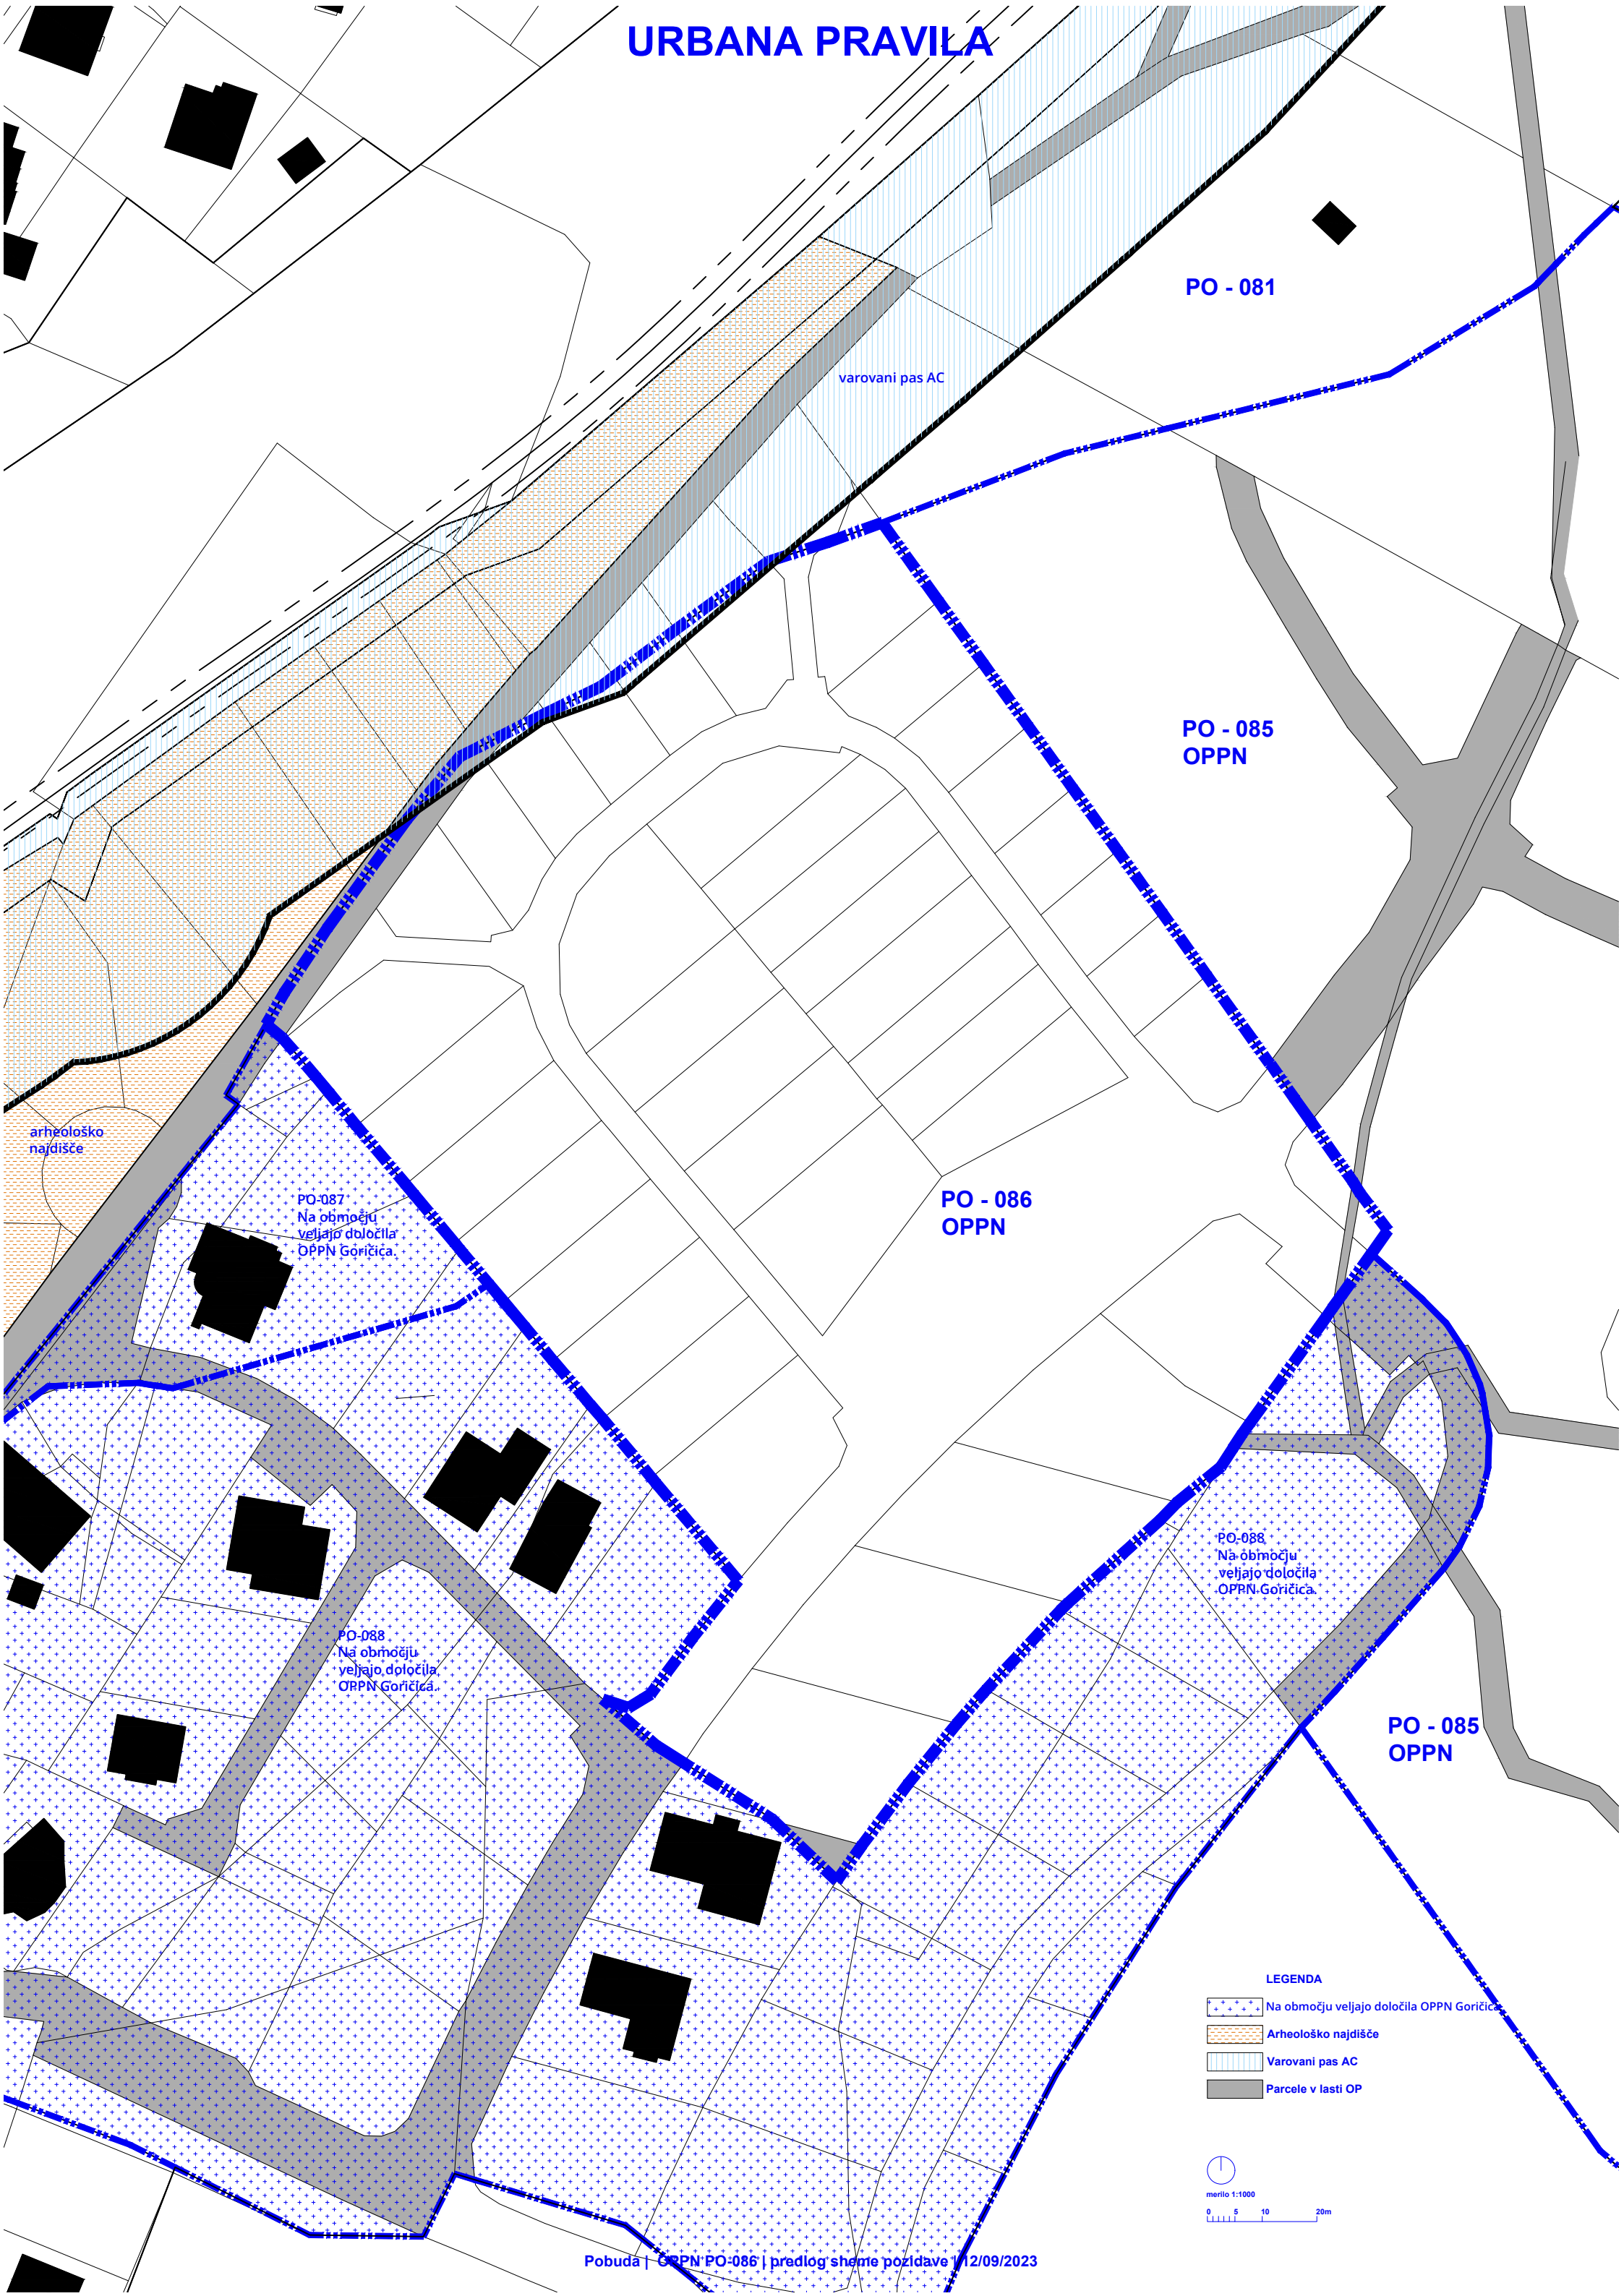 URBANA PRAVILA
PO - 081
varovani pas AC
PO - 085
OPPN
arheološko
najdišče
PO-087
Na območju
veljajo določila
OPPN Goričica.
PO - 086
OPPN
PO-088
Na območju
veljajo določila
OPPN Goričica.
PO-088
Na območju
veljajo določila
OPPN Goričica.
PO - 085
OPPN
LEGENDA
Na območju veljajo določila OPPN Goričica
Arheološko najdišče
Varovani pas AC
Parcele v lasti OP
merilo 1:1000
0 5 10 20m
Pobuda | OPPN PO-086 | predlog sheme pozidave | 12/09/2023